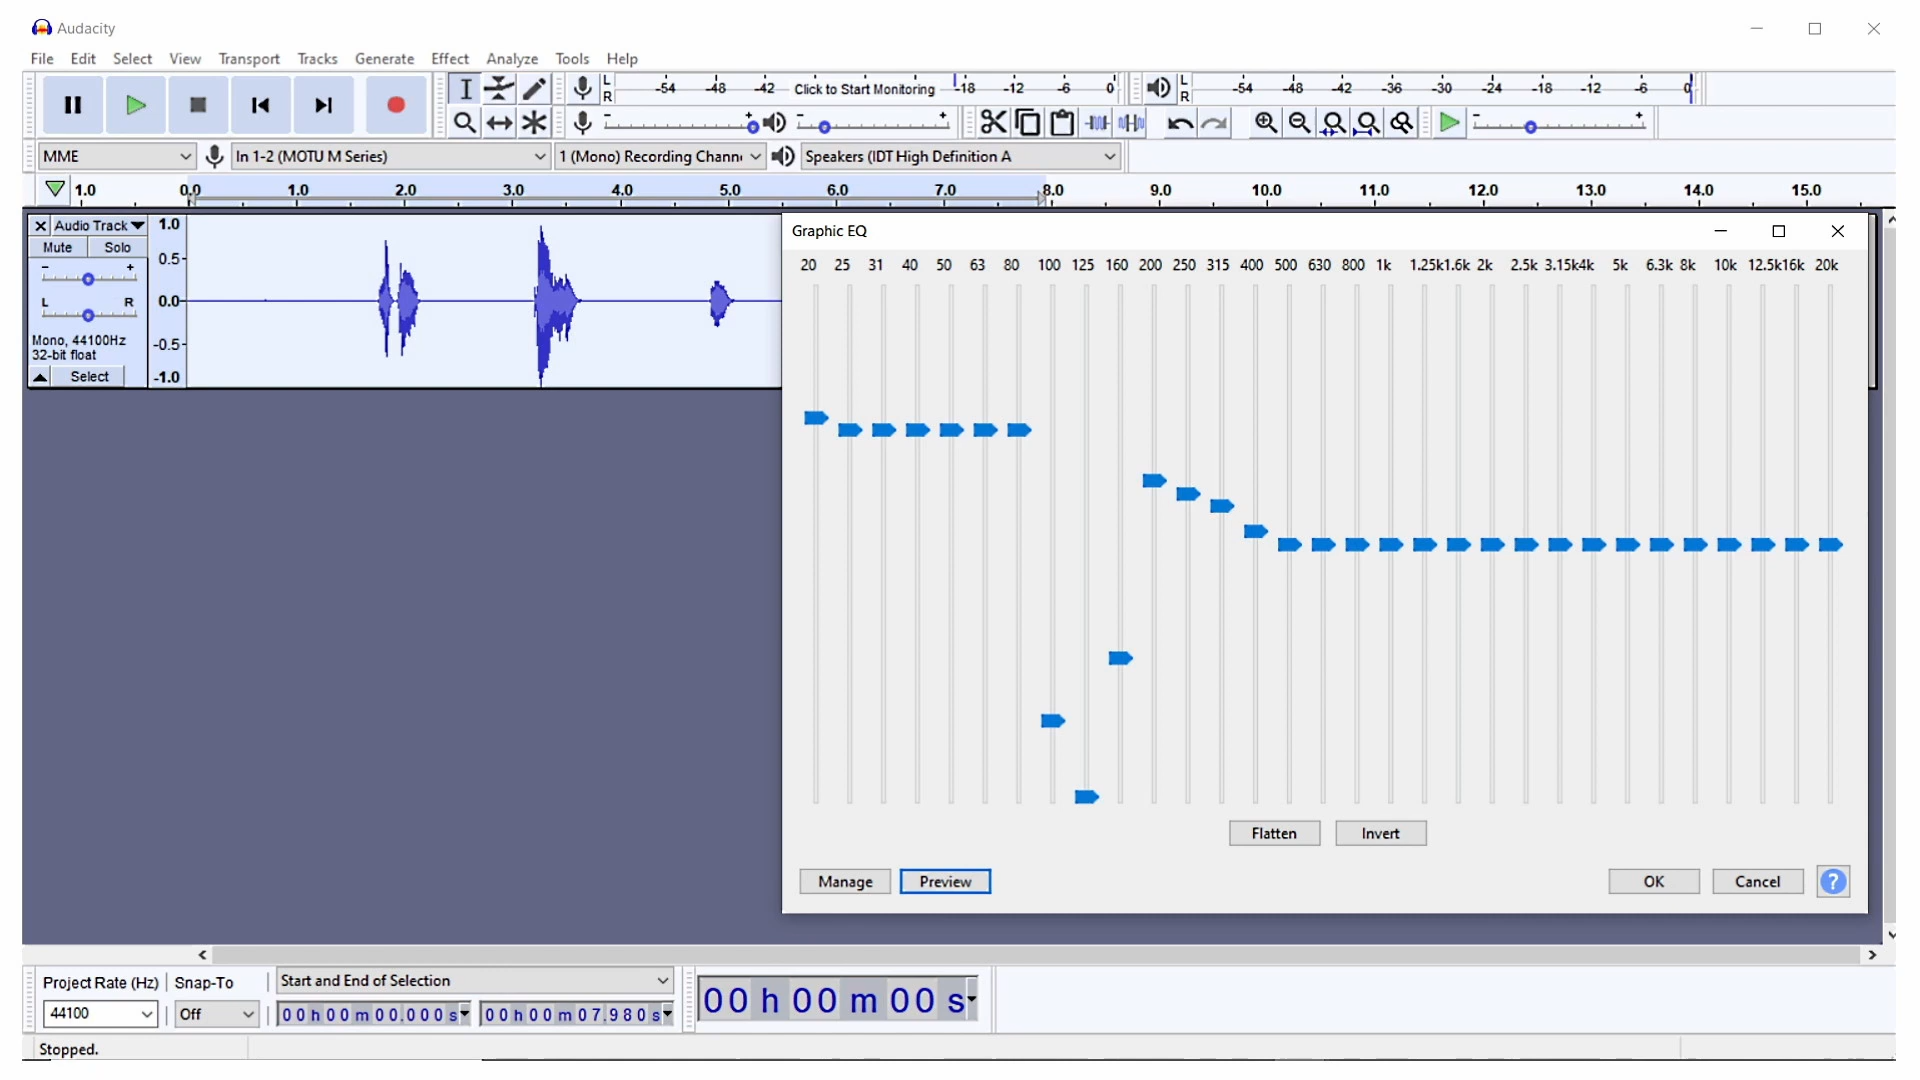 Audacity
File Edit Select View Transport Tracks Generate Effect Analyze Tools Help
L
R
-54 -48 -42 Click to Start Monitoring -18 -12 -6 0
L
R
-54 -48 -42 -36 -30 -24 -18 -12 -6 0
- +
- +
- +
MME
In 1-2 (MOTU M Series)
1 (Mono) Recording Chann
Speakers (IDT High Definition A
1.0 0.0 1.0 2.0 3.0 4.0 5.0 6.0 7.0 8.0 9.0 10.0 11.0 12.0 13.0 14.0 15.0
Audio Track
Mute Solo
- +
L R
Mono, 44100Hz
32-bit float
Select
1.0
0.5
0.0
-0.5
-1.0
Graphic EQ
20 25 31 40 50 63 80 100 125 160 200 250 315 400 500 630 800 1k 1.25k 1.6k 2k 2.5k 3.15k 4k 5k 6.3k 8k 10k 12.5k 16k 20k
Flatten Invert
Manage Preview OK Cancel ?
Project Rate (Hz) Snap-To
Start and End of Selection
44100
Off
00 h 00 m 00.000 s
00 h 00 m 07.980 s
00 h 00 m 00 s
Stopped.